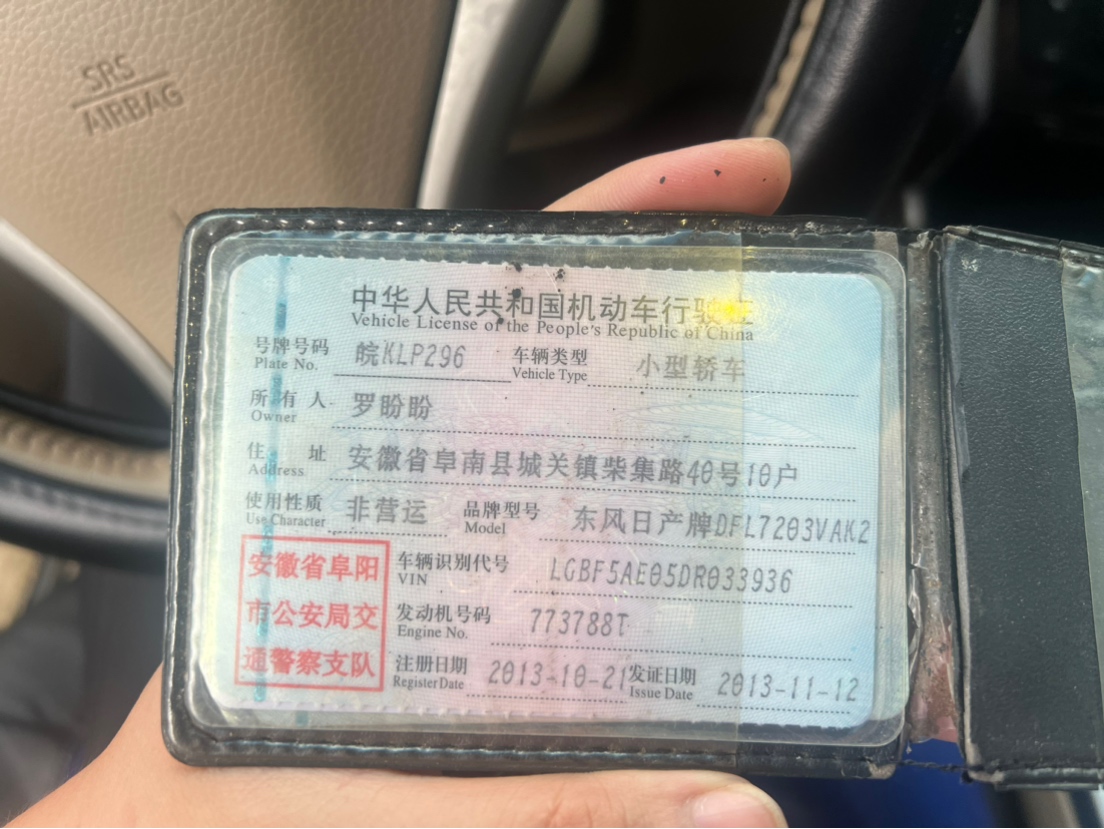 SRS
AIRBAG
中华人民共和国机动车行驶证
Vehicle License of the People's Republic of China
号牌号码 皖KLP296 车辆类型 小型轿车
Plate No. Vehicle Type
所有人 罗盼盼
Owner
住址 安徽省阜南县城关镇柴集路40号10户
Address
使用性质 非营运 品牌型号 东风日产牌DFL7203VAK2
Use Character Model
安徽省阜阳
市公安局交
通警察支队
车辆识别代号 LGBF5AE05DR033936
VIN
发动机号码 773788T
Engine No.
注册日期 2013-10-21 发证日期 2013-11-12
Register Date Issue Date